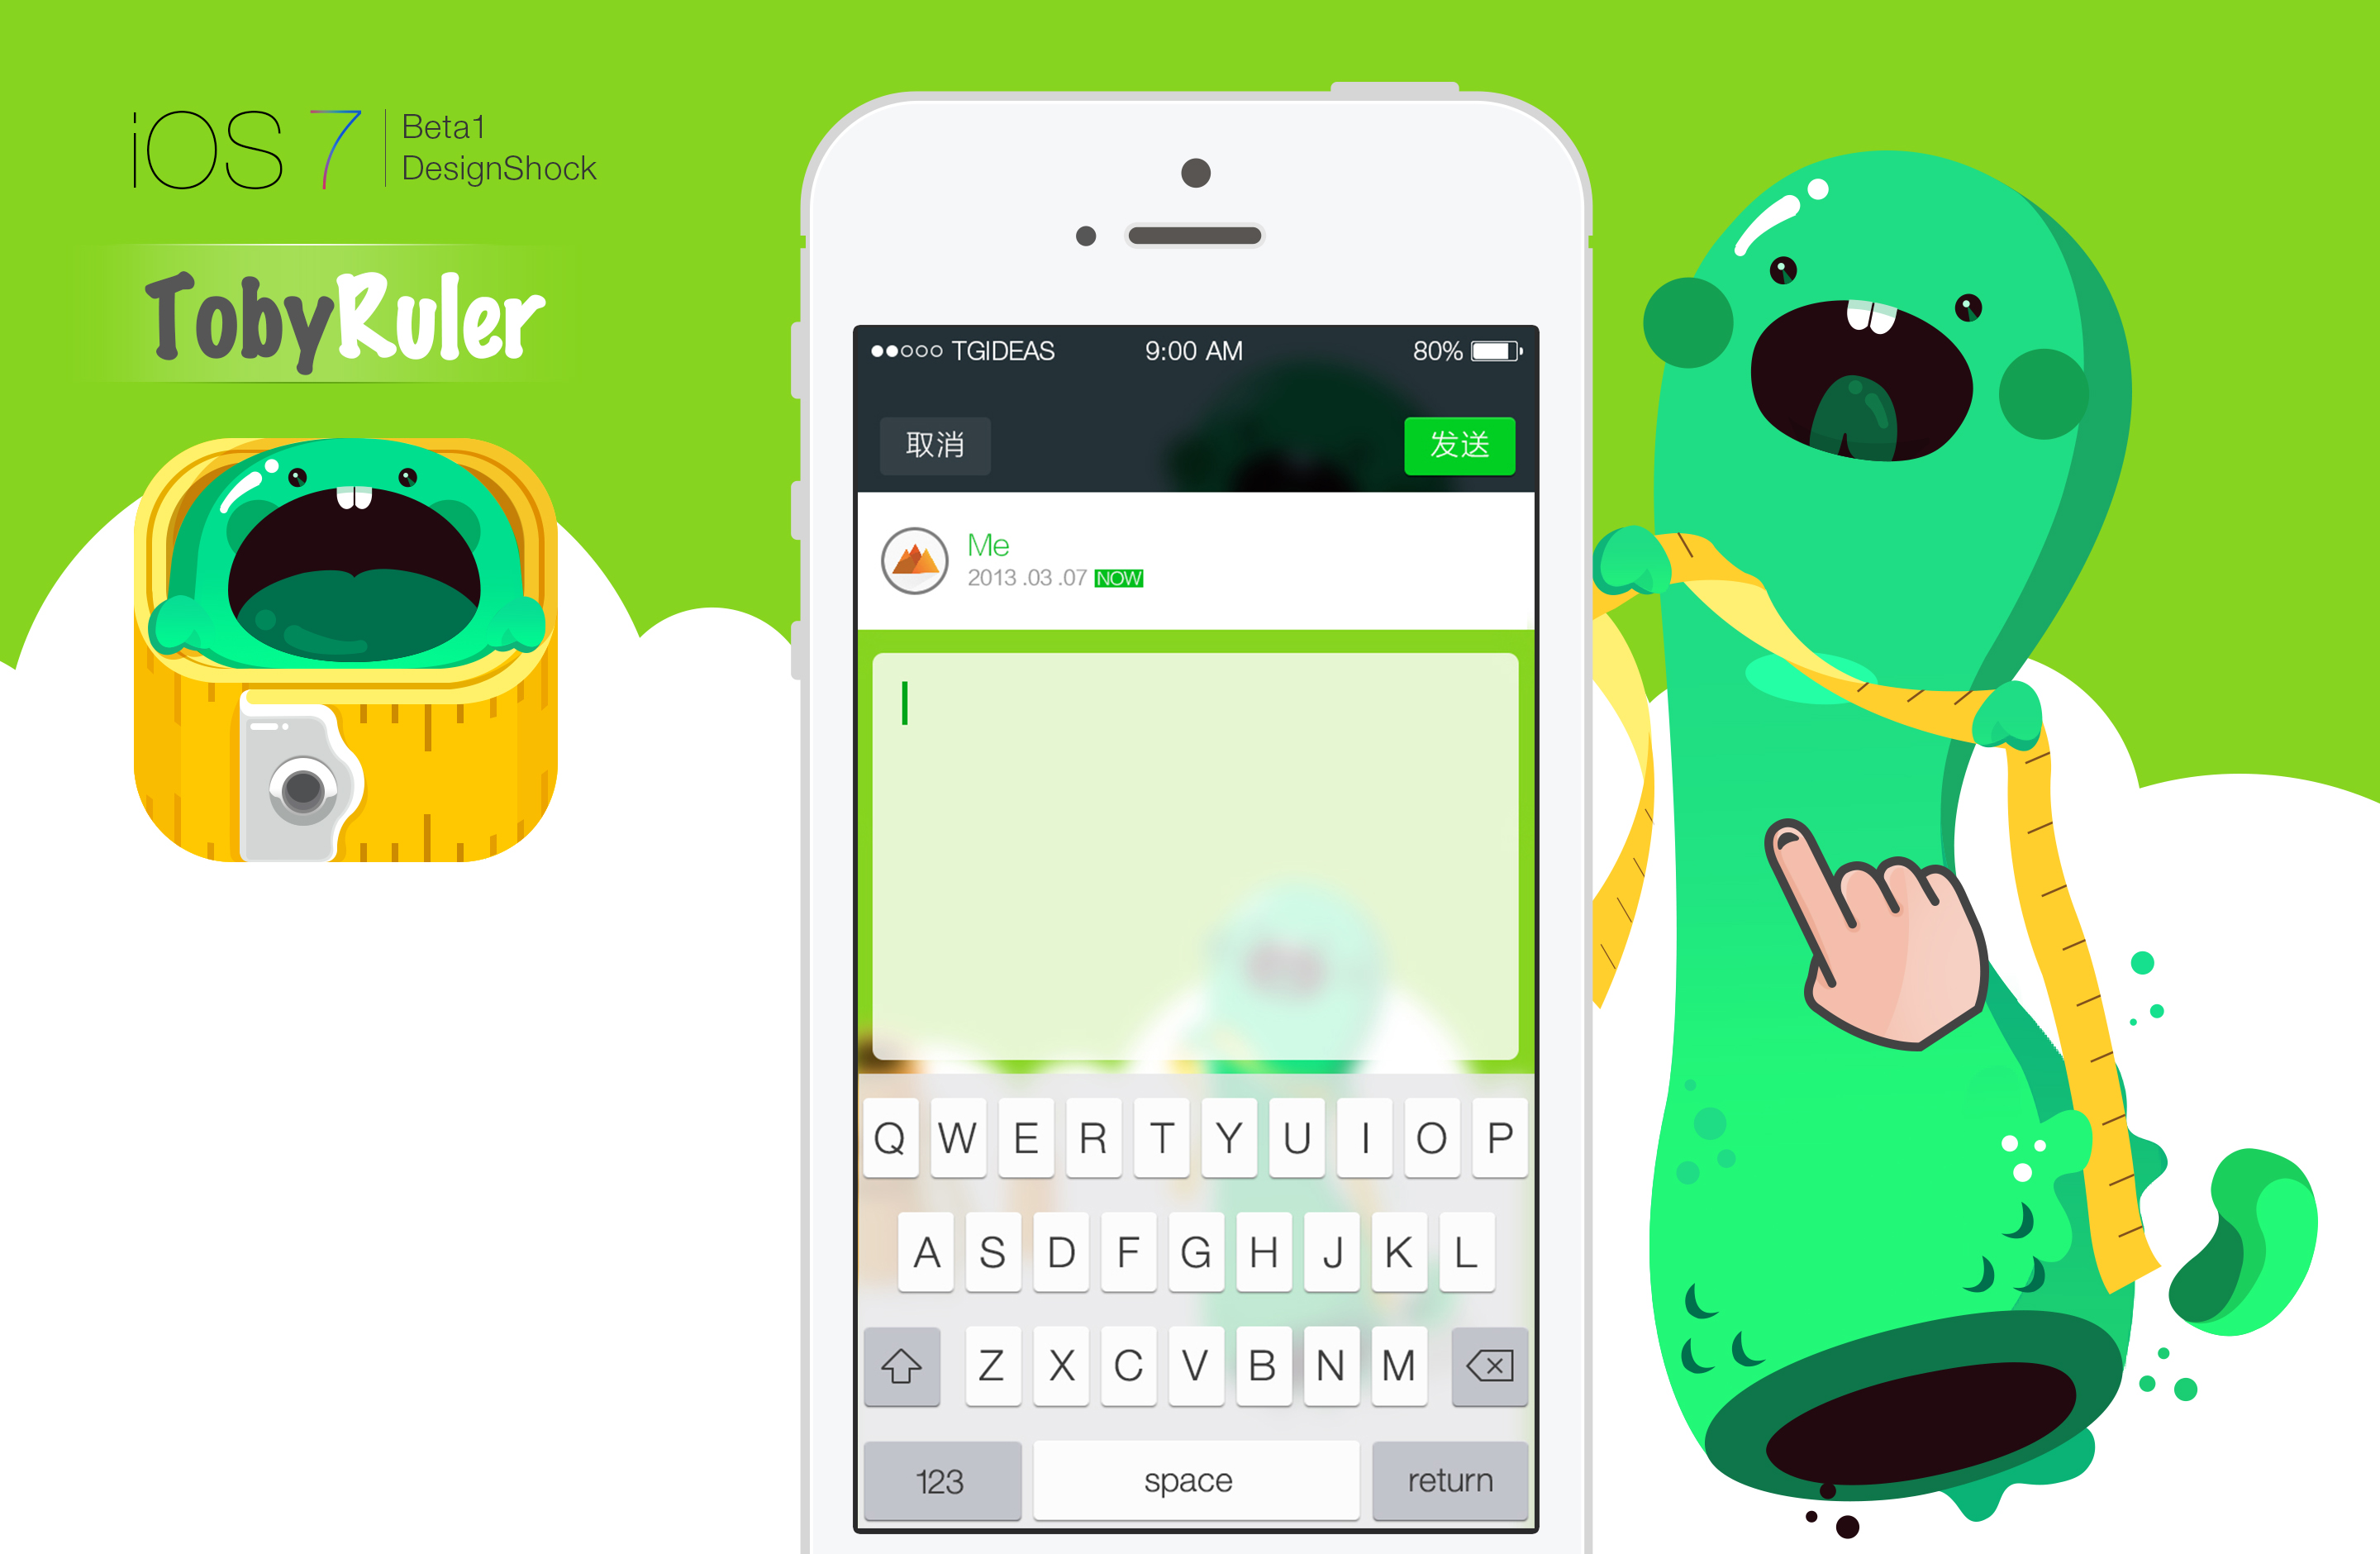 iOS 7
Beta1
DesignShock
TobyRuler
TGIDEAS 9:00 AM 80%
取消 发送
Me
2013 .03 .07 NOW
Q W E R T Y U I O P
A S D F G H J K L
Z X C V B N M
123 space return